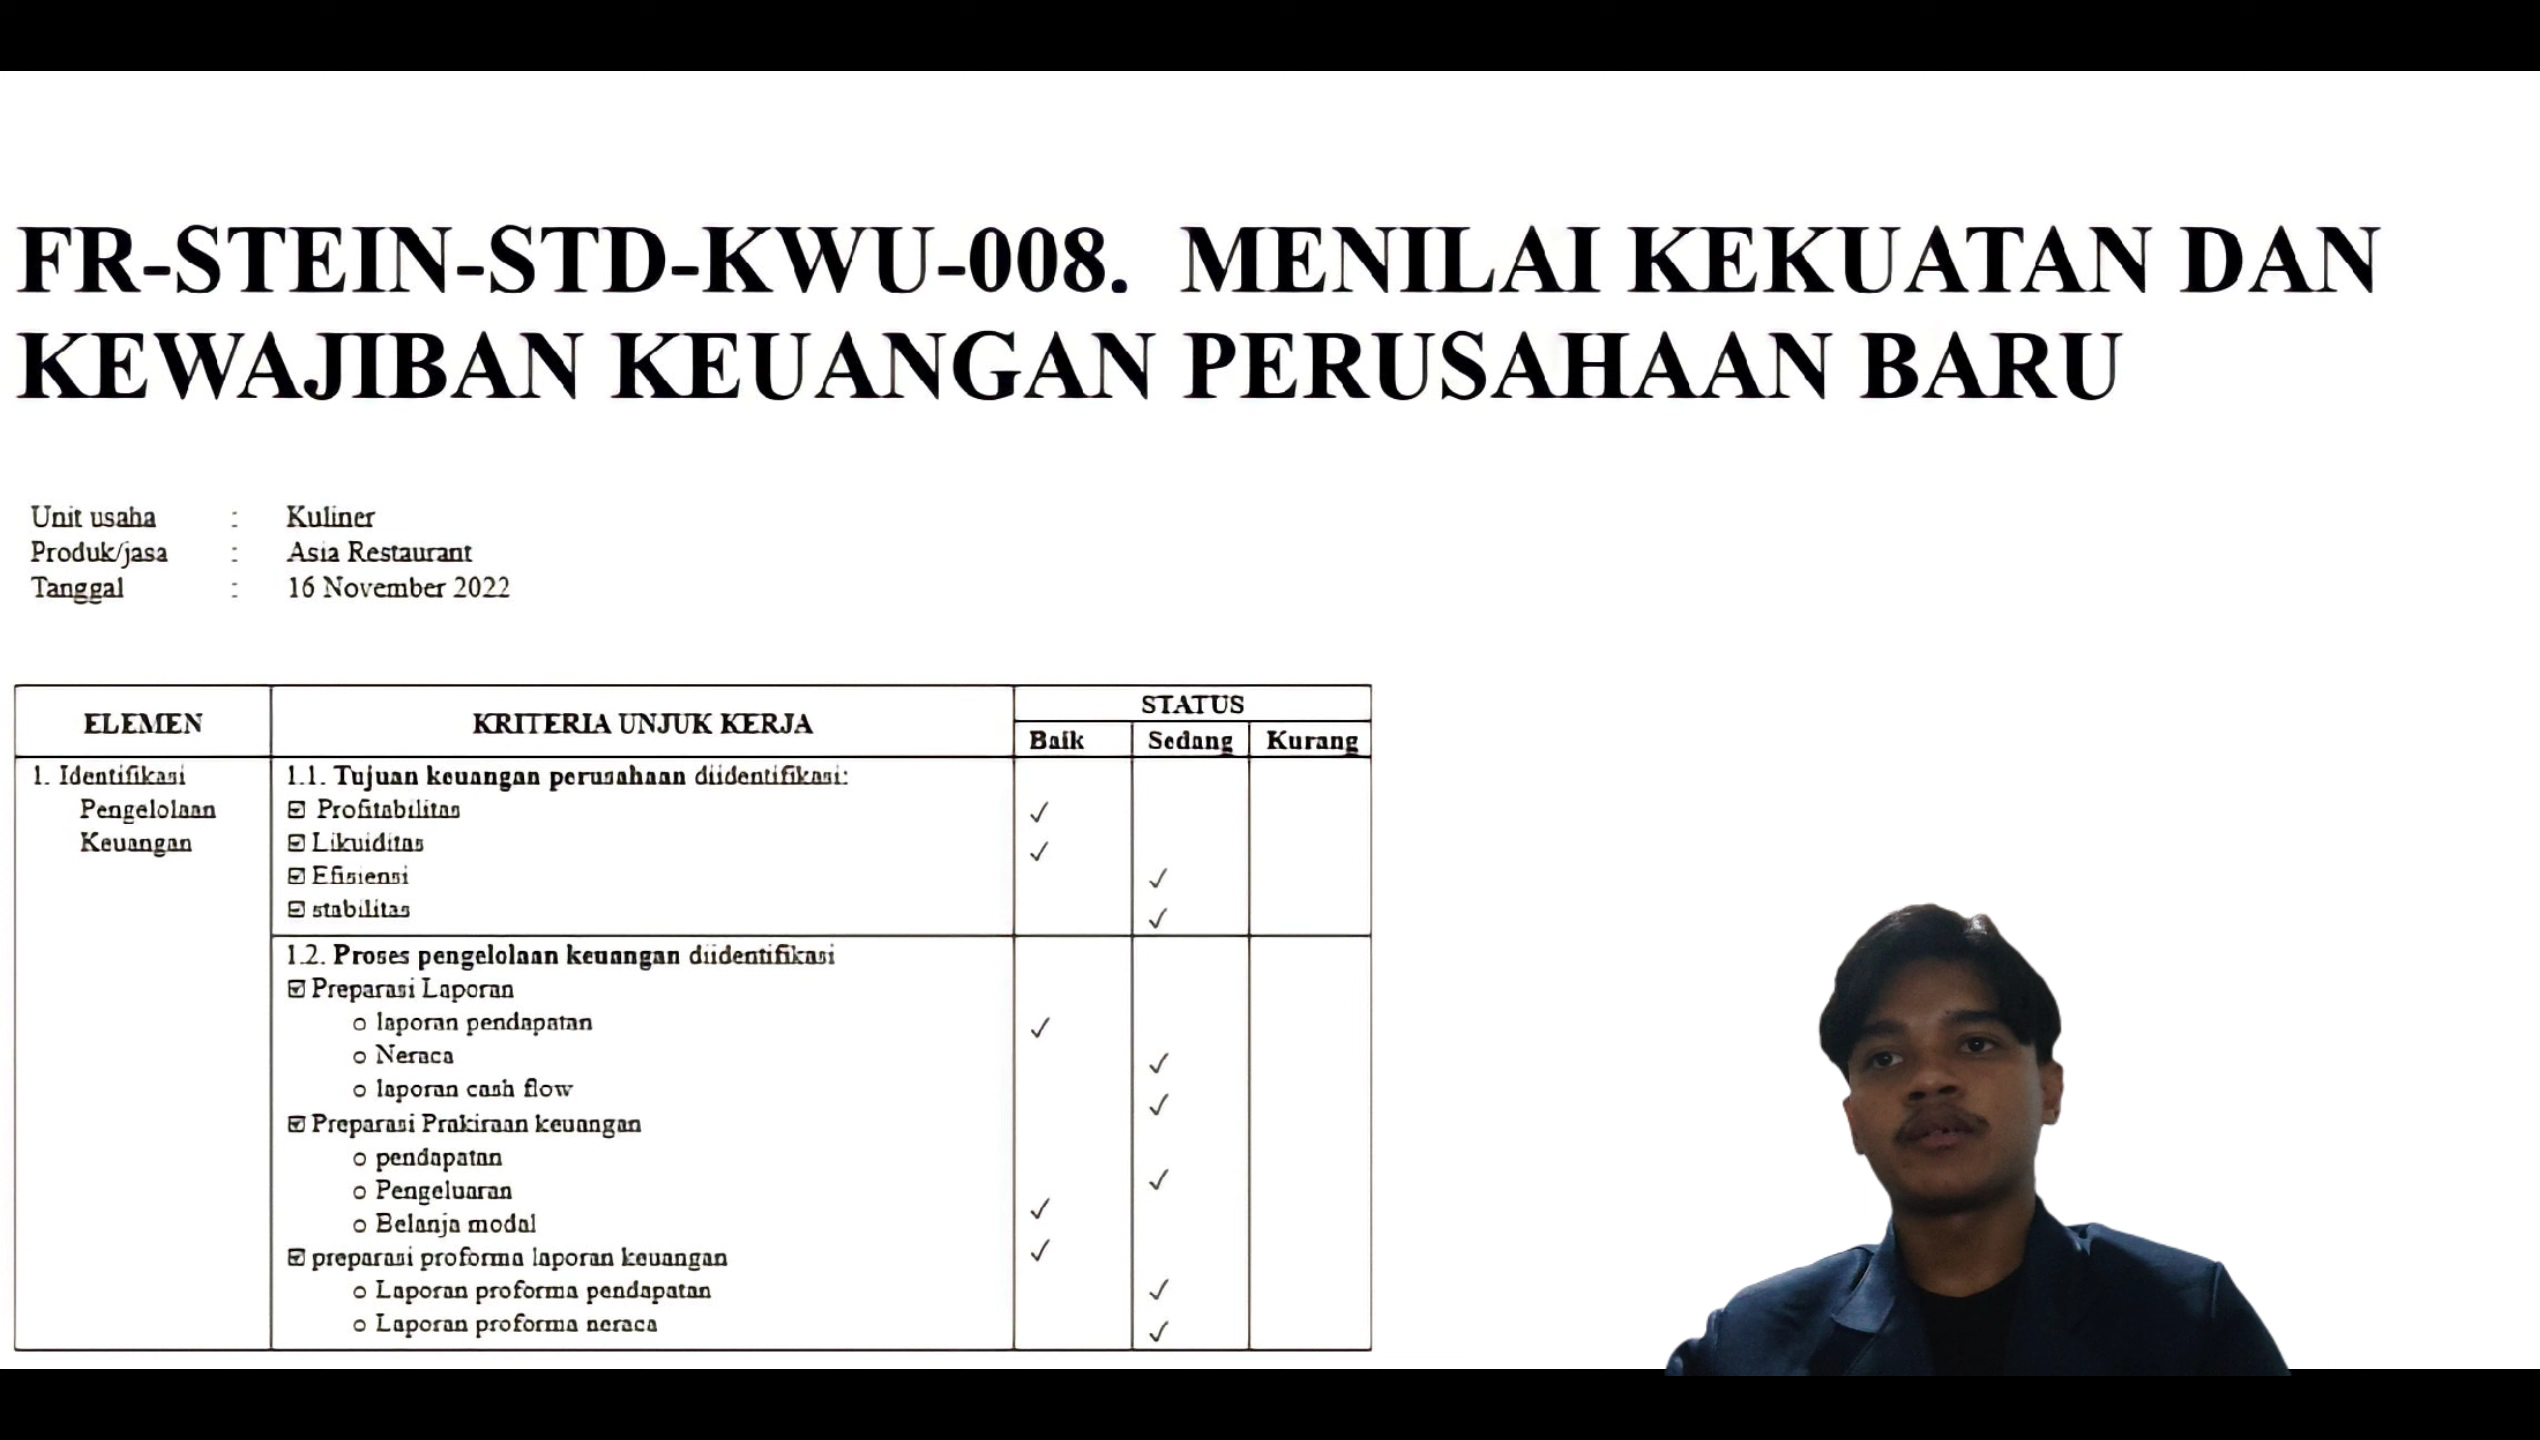 FR-STEIN-STD-KWU-008. MENILAI KEKUATAN DAN
KEWAJIBAN KEUANGAN PERUSAHAAN BARU
Unit usaha : Kuliner
Produk/jasa : Asia Restaurant
Tanggal : 16 November 2022
ELEMEN KRITERIA UNJUK KERJA STATUS
Baik Sedang Kurang
1. Identifikasi 1.1. Tujuan keuangan perusahaan diidentifikasi:
Pengelolaan ☑ Profitabilitas ✓
Keuangan ☑ Likuiditas ✓
☑ Efisiensi ✓
☑ stabilitas ✓
1.2. Proses pengelolaan keuangan diidentifikasi
☑ Preparasi Laporan
o laporan pendapatan ✓
o Neraca ✓
o laporan cash flow ✓
☑ Preparasi Prakiraan keuangan
o pendapatan ✓
o Pengeluaran ✓
o Belanja modal ✓
☑ preparasi proforma laporan keuangan
o Laporan proforma pendapatan ✓
o Laporan proforma neraca ✓